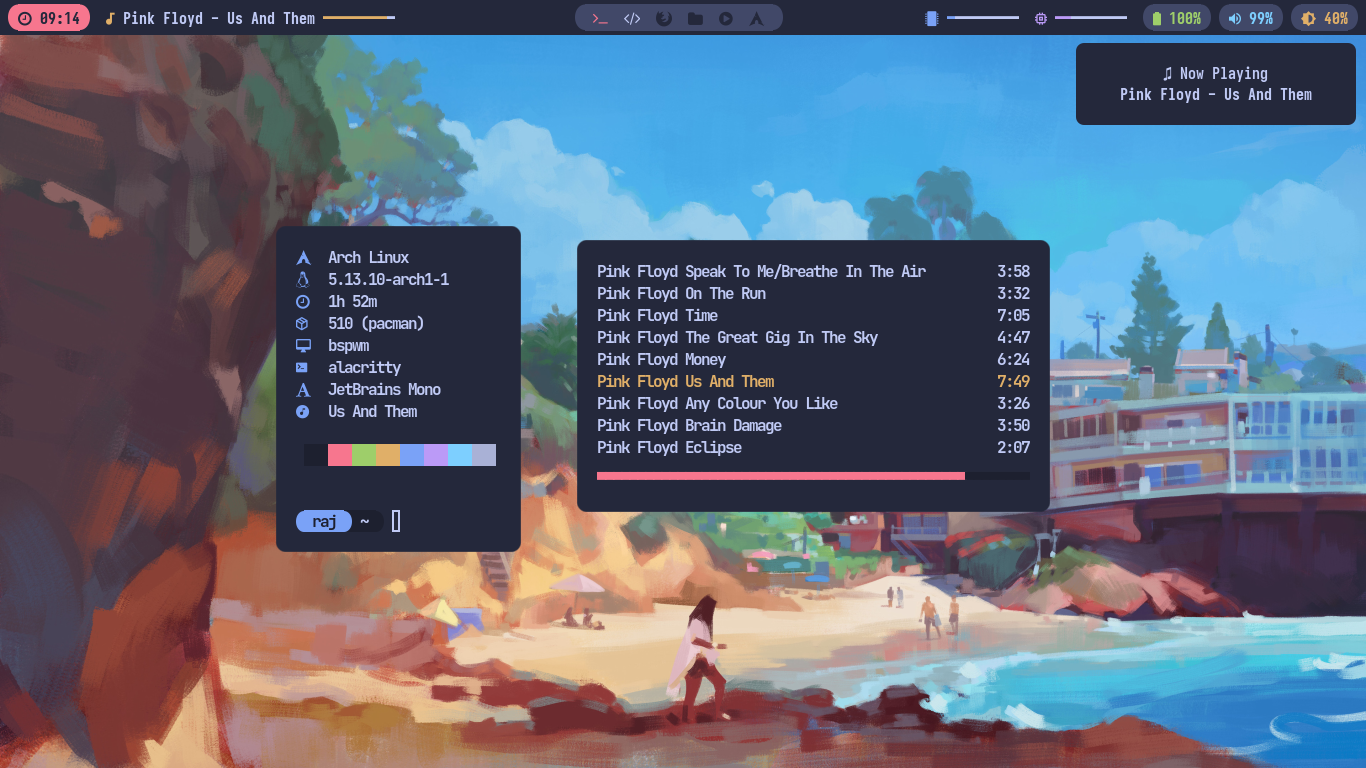 09:14 Pink Floyd - Us And Them 100% 99% 40%
♫ Now Playing
Pink Floyd - Us And Them
Arch Linux
5.13.10-arch1-1
1h 52m
510 (pacman)
bspwm
alacritty
JetBrains Mono
Us And Them
raj ~
Pink Floyd Speak To Me/Breathe In The Air 3:58
Pink Floyd On The Run 3:32
Pink Floyd Time 7:05
Pink Floyd The Great Gig In The Sky 4:47
Pink Floyd Money 6:24
Pink Floyd Us And Them 7:49
Pink Floyd Any Colour You Like 3:26
Pink Floyd Brain Damage 3:50
Pink Floyd Eclipse 2:07